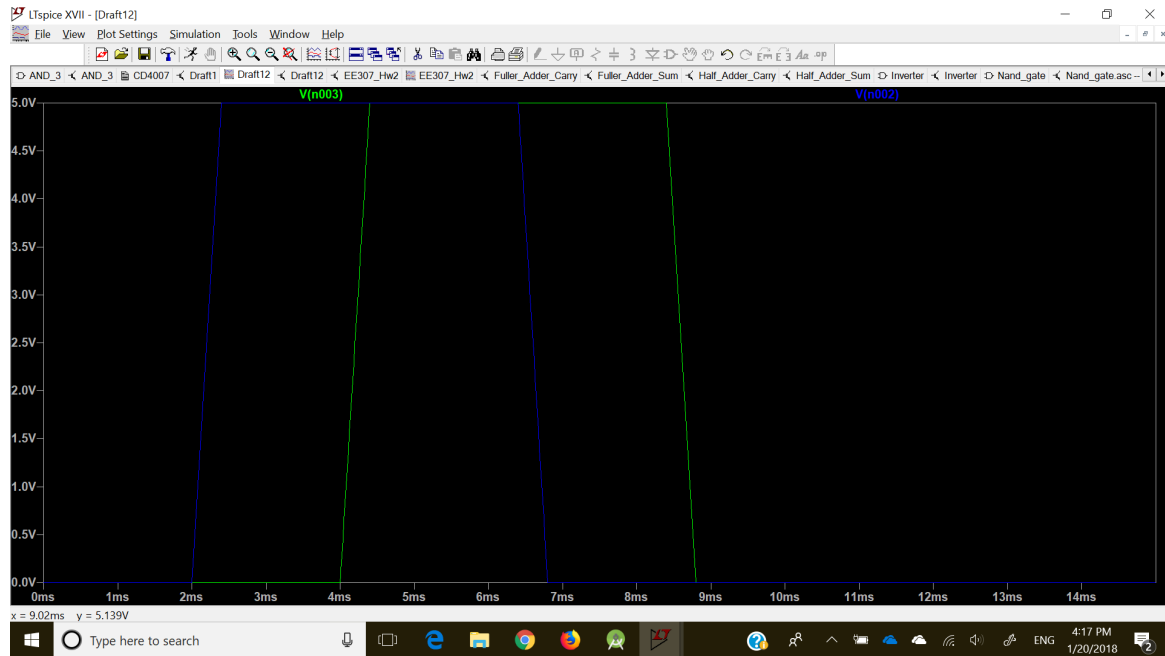 LTspice XVII - [Draft12]
File View Plot Settings Simulation Tools Window Help
AND_3 AND_3 CD4007 Draft1 Draft12 Draft12 EE307_Hw2 EE307_Hw2 Fuller_Adder_Carry Fuller_Adder_Sum Half_Adder_Carry Half_Adder_Sum Inverter Inverter Nand_gate Nand_gate.asc --
V(n003) V(n002)
5.0V
4.5V
4.0V
3.5V
3.0V
2.5V
2.0V
1.5V
1.0V
0.5V
0.0V
0ms 1ms 2ms 3ms 4ms 5ms 6ms 7ms 8ms 9ms 10ms 11ms 12ms 13ms 14ms
x = 9.02ms y = 5.139V
Type here to search
ENG
4:17 PM
1/20/2018
2